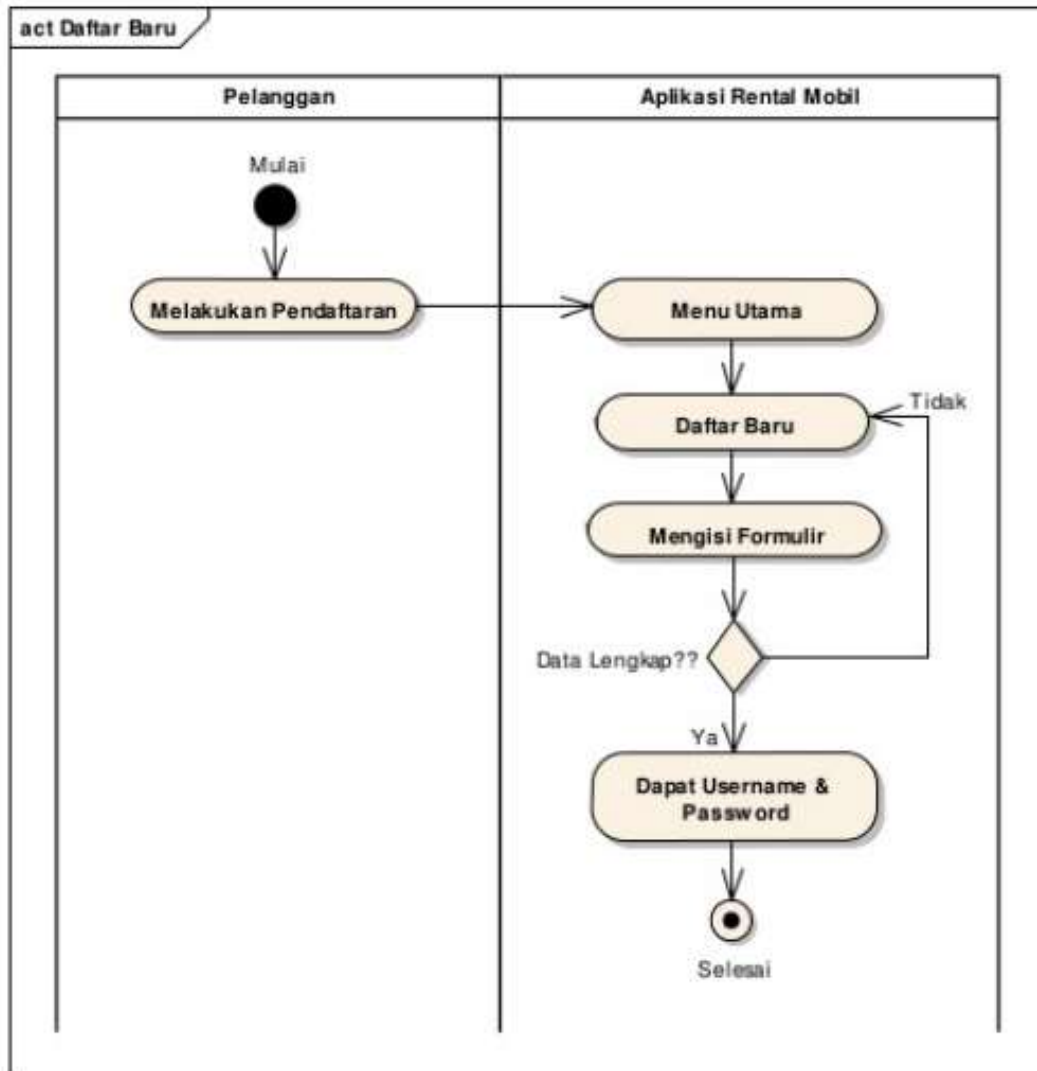 act Daftar Baru
Pelanggan
Aplikasi Rental Mobil
Mulai
Melakukan Pendaftaran
Menu Utama
Daftar Baru
Tidak
Mengisi Formulir
Data Lengkap??
Ya
Dapat Username &
Password
Selesai